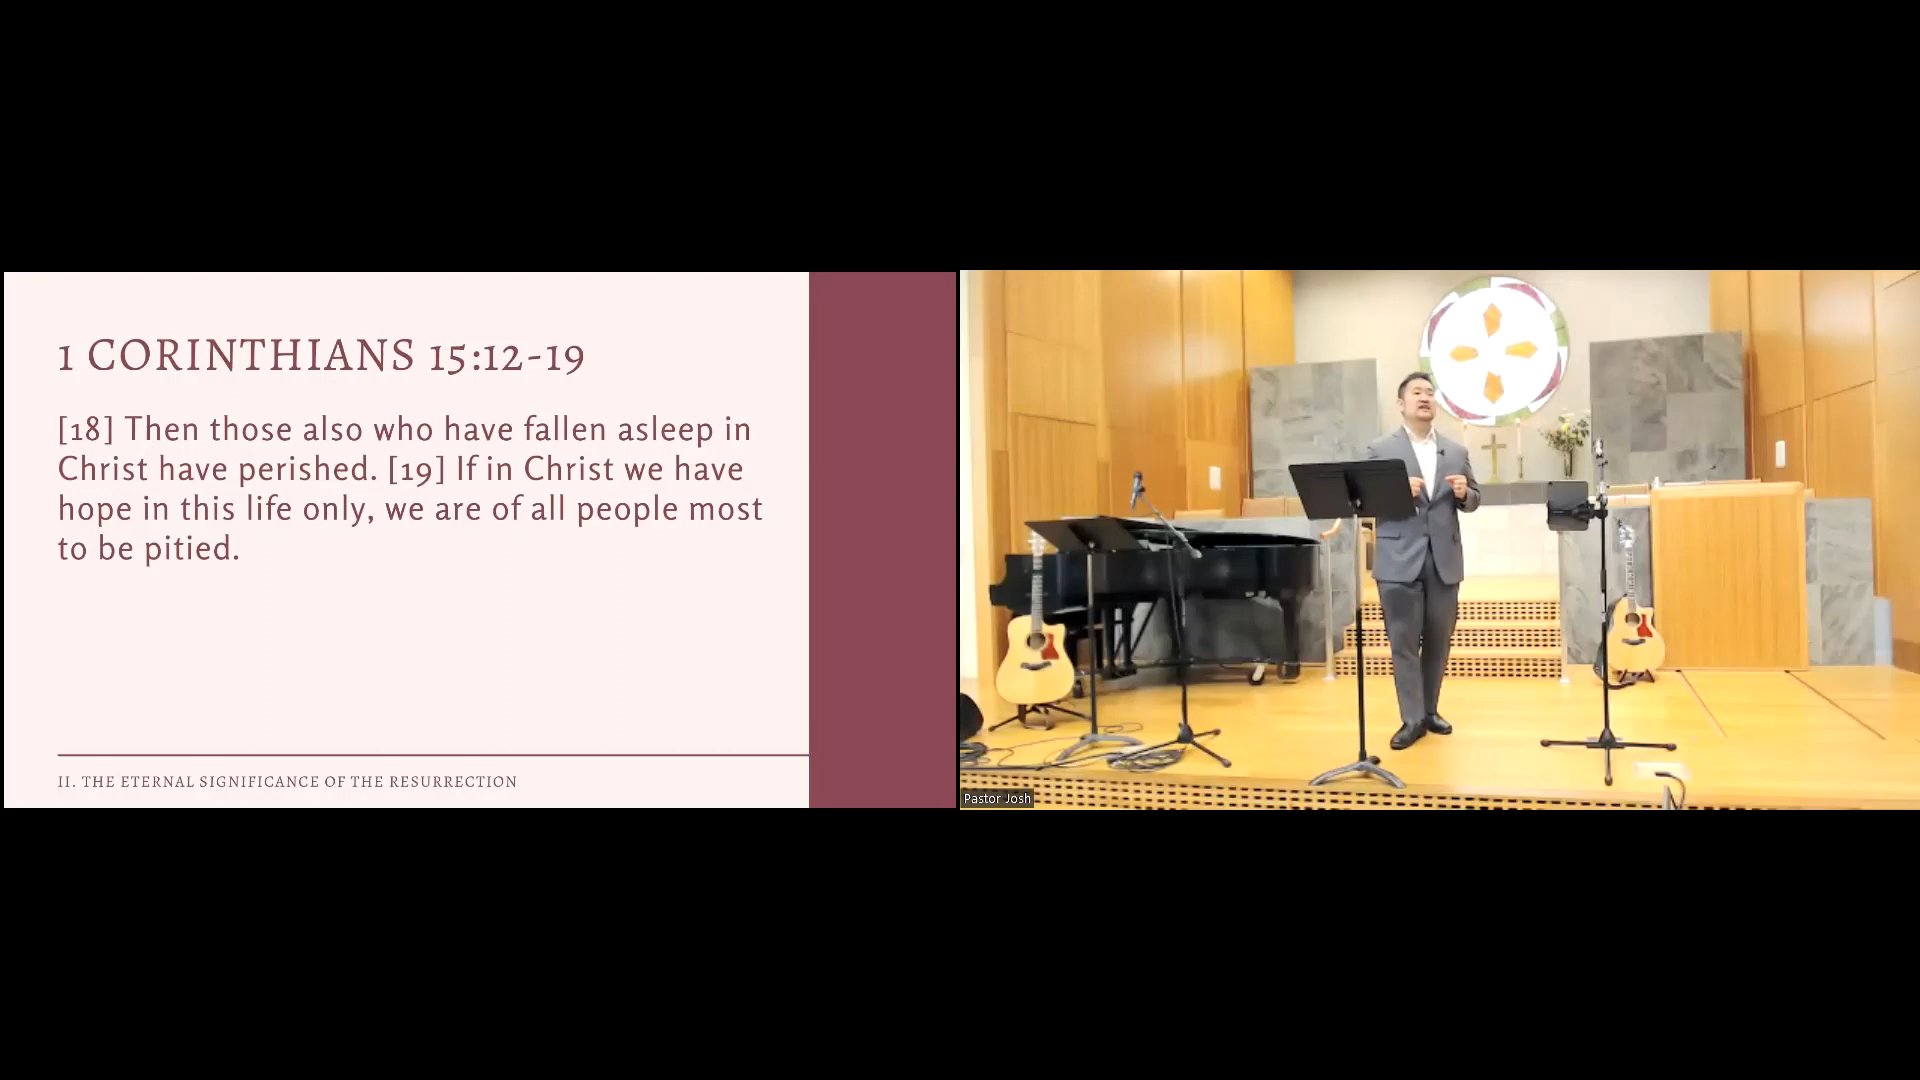 1 CORINTHIANS 15:12-19
[18] Then those also who have fallen asleep in
Christ have perished. [19] If in Christ we have
hope in this life only, we are of all people most
to be pitied.
II. THE ETERNAL SIGNIFICANCE OF THE RESURRECTION
Pastor Josh